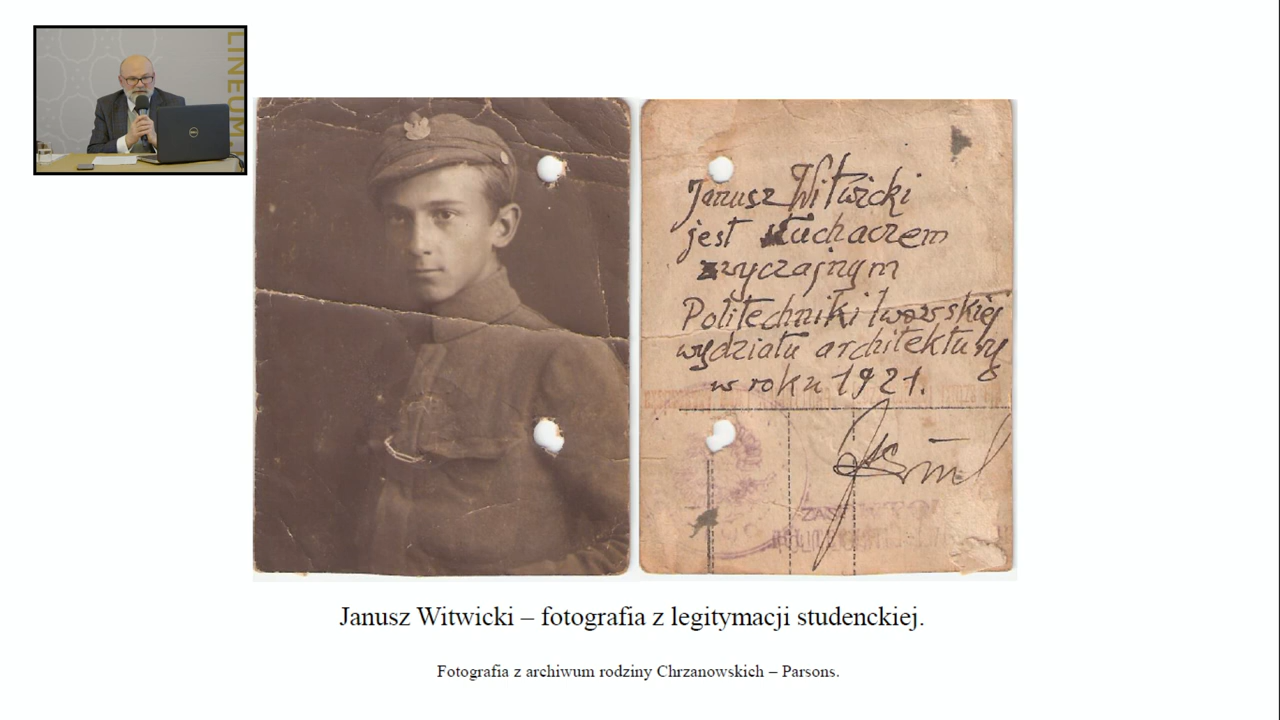 LINEUM
Janusz Witwicki
jest słuchaczem
zwyczajnym
Politechniki lwowskiej
wydziału architektury
w roku 1921.
Janusz Witwicki – fotografia z legitymacji studenckiej.
Fotografia z archiwum rodziny Chrzanowskich – Parsons.